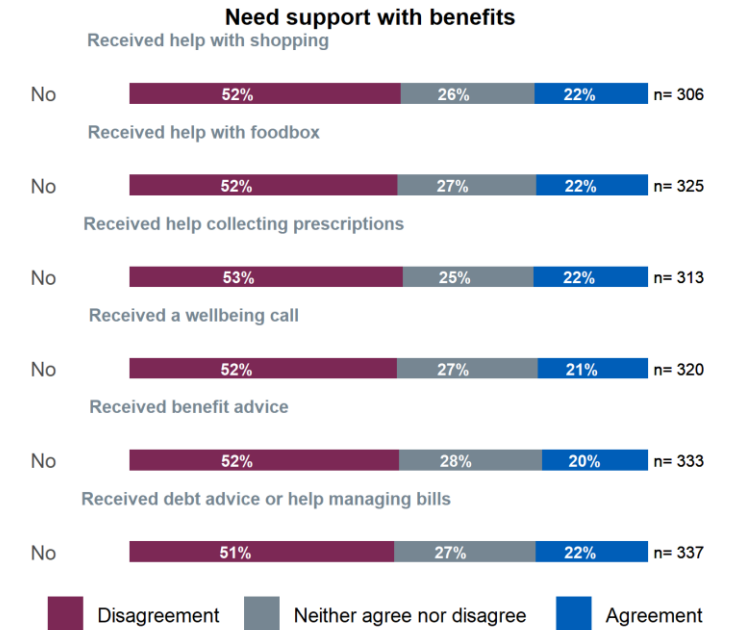 Need support with benefits
Received help with shopping
No 52% 26% 22% n= 306
Received help with foodbox
No 52% 27% 22% n= 325
Received help collecting prescriptions
No 53% 25% 22% n= 313
Received a wellbeing call
No 52% 27% 21% n= 320
Received benefit advice
No 52% 28% 20% n= 333
Received debt advice or help managing bills
No 51% 27% 22% n= 337
Disagreement Neither agree nor disagree Agreement